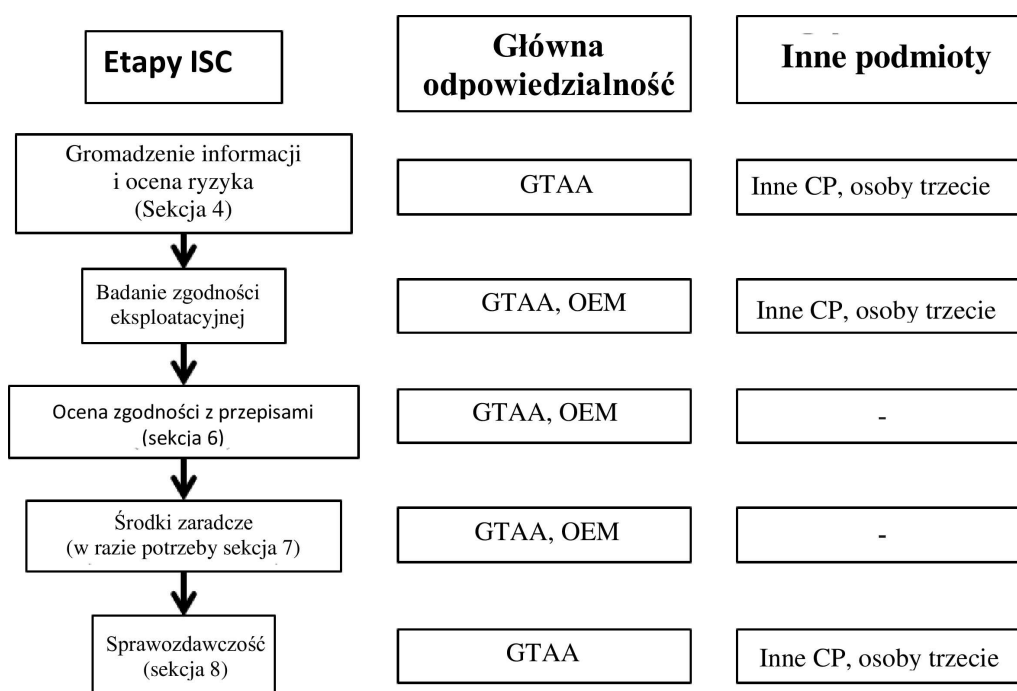 Etapy ISC
Główna
odpowiedzialność
Inne podmioty
Gromadzenie informacji
i ocena ryzyka
(Sekcja 4)
GTAA
Inne CP, osoby trzecie
Badanie zgodności
eksploatacyjnej
GTAA, OEM
Inne CP, osoby trzecie
Ocena zgodności z przepisami
(sekcja 6)
GTAA, OEM
-
Środki zaradcze
(w razie potrzeby sekcja 7)
GTAA, OEM
-
Sprawozdawczość
(sekcja 8)
GTAA
Inne CP, osoby trzecie